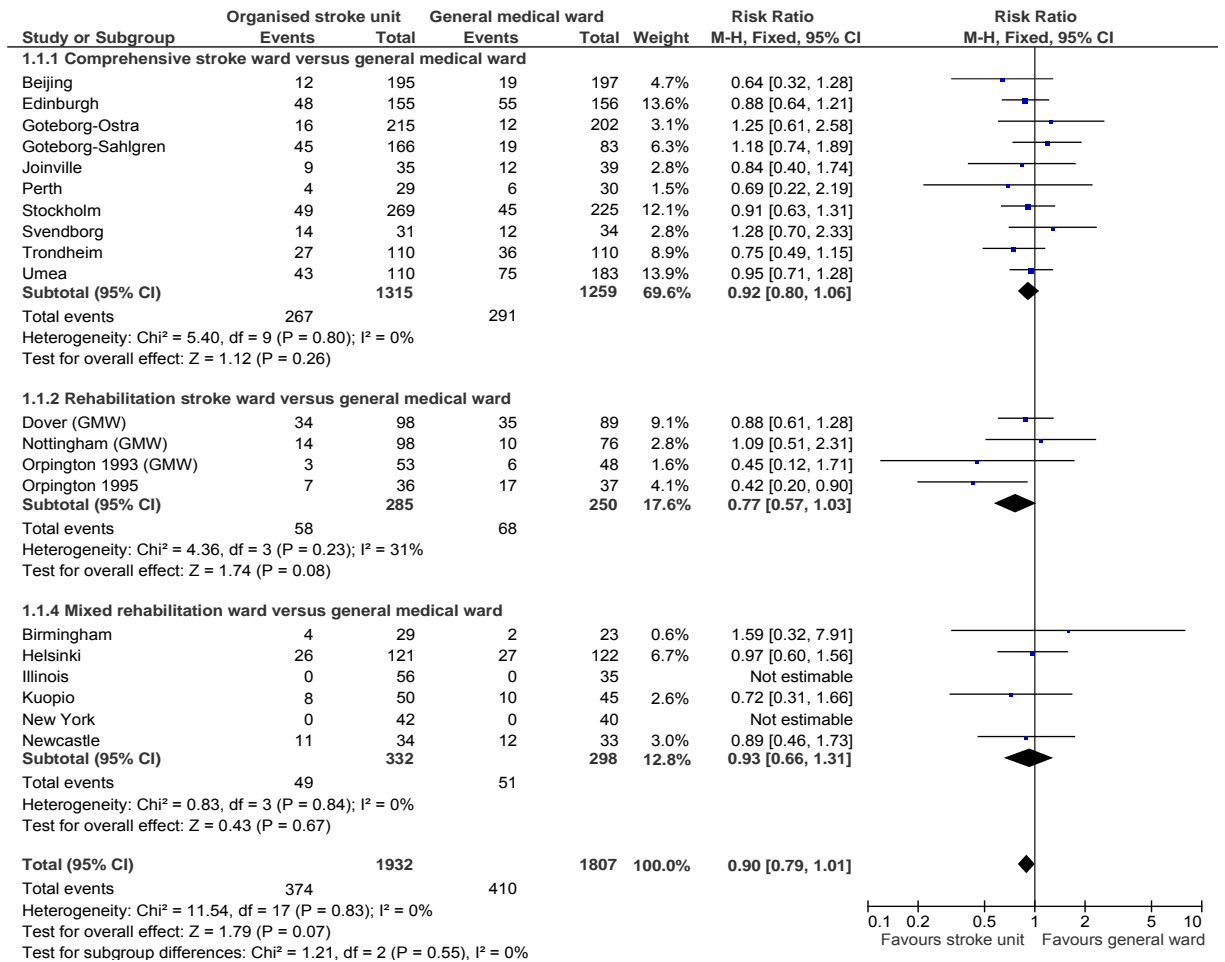 Organised stroke unit General medical ward Risk Ratio Risk Ratio
Study or Subgroup Events Total Events Total Weight M-H, Fixed, 95% CI M-H, Fixed, 95% CI
1.1.1 Comprehensive stroke ward versus general medical ward
Beijing 12 195 19 197 4.7% 0.64 [0.32, 1.28]
Edinburgh 48 155 55 156 13.6% 0.88 [0.64, 1.21]
Goteborg-Ostra 16 215 12 202 3.1% 1.25 [0.61, 2.58]
Goteborg-Sahlgren 45 166 19 83 6.3% 1.18 [0.74, 1.89]
Joinville 9 35 12 39 2.8% 0.84 [0.40, 1.74]
Perth 4 29 6 30 1.5% 0.69 [0.22, 2.19]
Stockholm 49 269 45 225 12.1% 0.91 [0.63, 1.31]
Svendborg 14 31 12 34 2.8% 1.28 [0.70, 2.33]
Trondheim 27 110 36 110 8.9% 0.75 [0.49, 1.15]
Umea 43 110 75 183 13.9% 0.95 [0.71, 1.28]
Subtotal (95% CI) 1315 1259 69.6% 0.92 [0.80, 1.06]
Total events 267 291
Heterogeneity: Chi² = 5.40, df = 9 (P = 0.80); I² = 0%
Test for overall effect: Z = 1.12 (P = 0.26)
1.1.2 Rehabilitation stroke ward versus general medical ward
Dover (GMW) 34 98 35 89 9.1% 0.88 [0.61, 1.28]
Nottingham (GMW) 14 98 10 76 2.8% 1.09 [0.51, 2.31]
Orpington 1993 (GMW) 3 53 6 48 1.6% 0.45 [0.12, 1.71]
Orpington 1995 7 36 17 37 4.1% 0.42 [0.20, 0.90]
Subtotal (95% CI) 285 250 17.6% 0.77 [0.57, 1.03]
Total events 58 68
Heterogeneity: Chi² = 4.36, df = 3 (P = 0.23); I² = 31%
Test for overall effect: Z = 1.74 (P = 0.08)
1.1.4 Mixed rehabilitation ward versus general medical ward
Birmingham 4 29 2 23 0.6% 1.59 [0.32, 7.91]
Helsinki 26 121 27 122 6.7% 0.97 [0.60, 1.56]
Illinois 0 56 0 35 Not estimable
Kuopio 8 50 10 45 2.6% 0.72 [0.31, 1.66]
New York 0 42 0 40 Not estimable
Newcastle 11 34 12 33 3.0% 0.89 [0.46, 1.73]
Subtotal (95% CI) 332 298 12.8% 0.93 [0.66, 1.31]
Total events 49 51
Heterogeneity: Chi² = 0.83, df = 3 (P = 0.84); I² = 0%
Test for overall effect: Z = 0.43 (P = 0.67)
Total (95% CI) 1932 1807 100.0% 0.90 [0.79, 1.01]
Total events 374 410
Heterogeneity: Chi² = 11.54, df = 17 (P = 0.83); I² = 0%
Test for overall effect: Z = 1.79 (P = 0.07)
Test for subgroup differences: Chi² = 1.21, df = 2 (P = 0.55), I² = 0%
0.1 0.2 0.5 1 2 5 10
Favours stroke unit Favours general ward